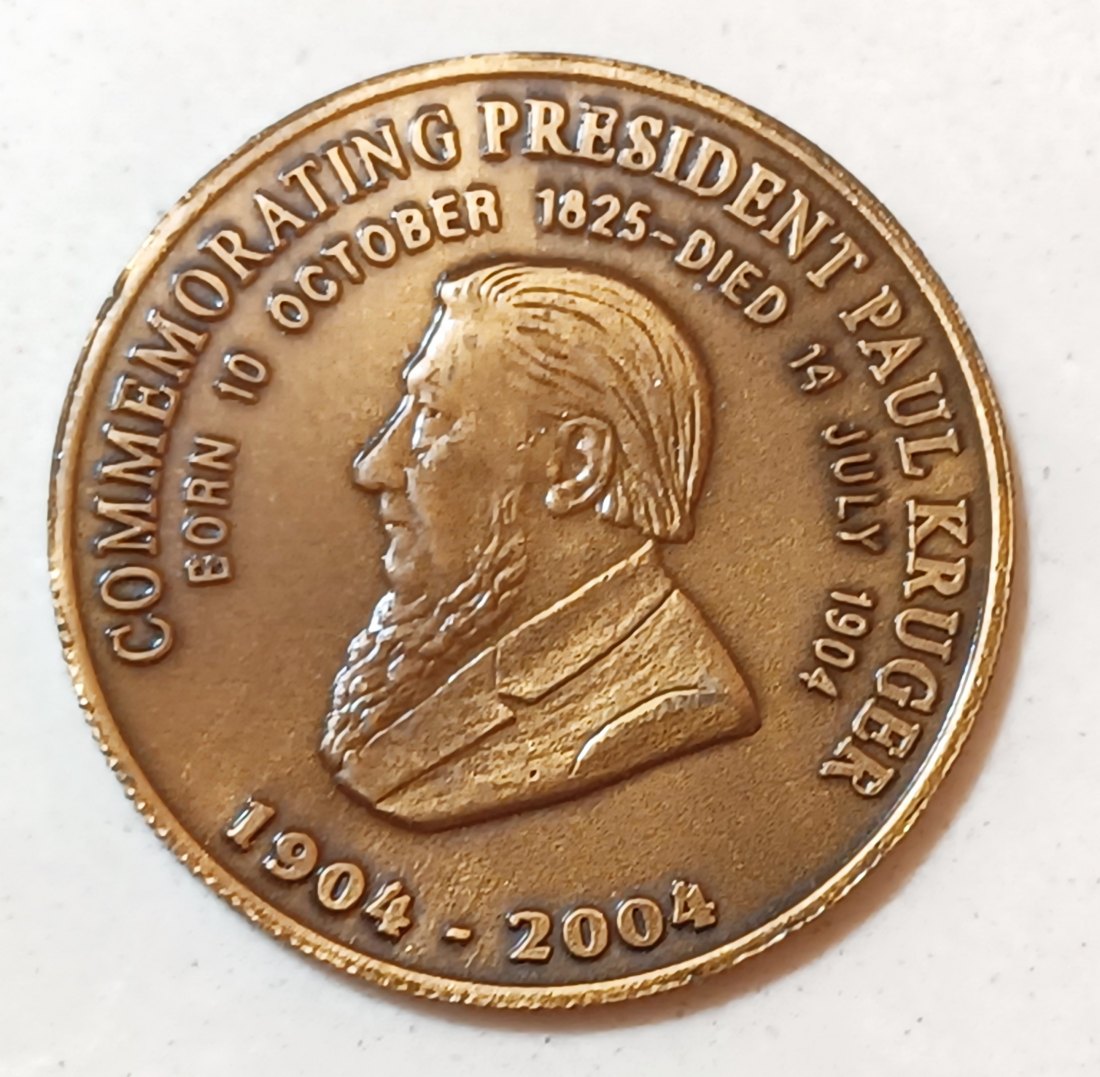 COMMEMORATING PRESIDENT PAUL KRUGER
BORN 10 OCTOBER 1825-DIED 14 JULY 1904
1904 - 2004